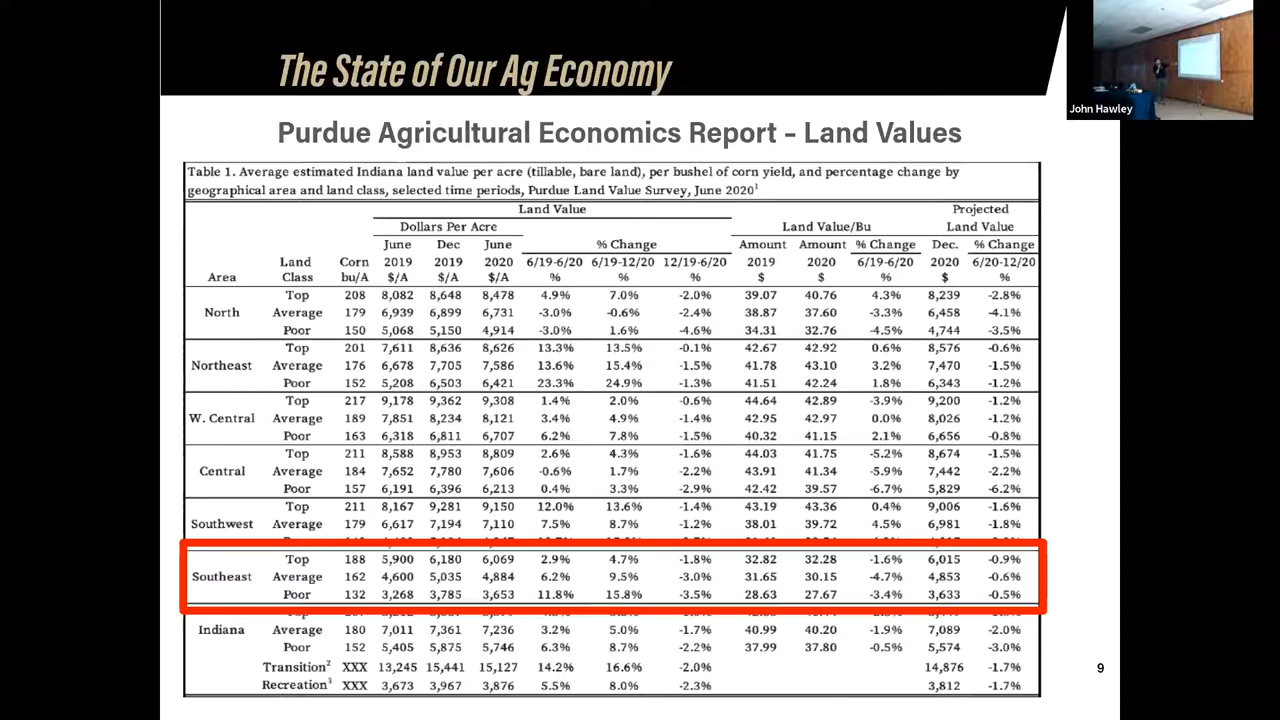 The State of Our Ag Economy
John Hawley
Purdue Agricultural Economics Report – Land Values
Table 1. Average estimated Indiana land value per acre (tillable, bare land), per bushel of corn yield, and percentage change by
geographical area and land class, selected time periods, Purdue Land Value Survey, June 2020¹
Land Value Projected
Dollars Per Acre Land Value/Bu Land Value
June Dec June % Change Amount Amount % Change Dec. % Change
Land Corn 2019 2019 2020 6/19-6/20 6/19-12/20 12/19-6/20 2019 2020 6/19-6/20 2020 6/20-12/20
Area Class bu/A $/A $/A $/A % % % $ $ % $ %
Top 208 8,082 8,648 8,478 4.9% 7.0% -2.0% 39.07 40.76 4.3% 8,239 -2.8%
North Average 179 6,939 6,899 6,731 -3.0% -0.6% -2.4% 38.87 37.60 -3.3% 6,458 -4.1%
Poor 150 5,068 5,150 4,914 -3.0% 1.6% -4.6% 34.31 32.76 -4.5% 4,744 -3.5%
Top 201 7,611 8,636 8,626 13.3% 13.5% -0.1% 42.67 42.92 0.6% 8,576 -0.6%
Northeast Average 176 6,678 7,705 7,586 13.6% 15.4% -1.5% 41.78 43.10 3.2% 7,470 -1.5%
Poor 152 5,208 6,503 6,421 23.3% 24.9% -1.3% 41.51 42.24 1.8% 6,343 -1.2%
Top 217 9,178 9,362 9,308 1.4% 2.0% -0.6% 44.64 42.89 -3.9% 9,200 -1.2%
W. Central Average 189 7,851 8,234 8,121 3.4% 4.9% -1.4% 42.95 42.97 0.0% 8,026 -1.2%
Poor 163 6,318 6,811 6,707 6.2% 7.8% -1.5% 40.32 41.15 2.1% 6,656 -0.8%
Top 211 8,588 8,953 8,809 2.6% 4.3% -1.6% 44.03 41.75 -5.2% 8,674 -1.5%
Central Average 184 7,652 7,780 7,606 -0.6% 1.7% -2.2% 43.91 41.34 -5.9% 7,442 -2.2%
Poor 157 6,191 6,396 6,213 0.4% 3.3% -2.9% 42.42 39.57 -6.7% 5,829 -6.2%
Top 211 8,167 9,281 9,150 12.0% 13.6% -1.4% 43.19 43.36 0.4% 9,006 -1.6%
Southwest Average 179 6,617 7,194 7,110 7.5% 8.7% -1.2% 38.01 39.72 4.5% 6,981 -1.8%
Top 188 5,900 6,180 6,069 2.9% 4.7% -1.8% 32.82 32.28 -1.6% 6,015 -0.9%
Southeast Average 162 4,600 5,035 4,884 6.2% 9.5% -3.0% 31.65 30.15 -4.7% 4,853 -0.6%
Poor 132 3,268 3,785 3,653 11.8% 15.8% -3.5% 28.63 27.67 -3.4% 3,633 -0.5%
Indiana Average 180 7,011 7,361 7,236 3.2% 5.0% -1.7% 40.99 40.20 -1.9% 7,089 -2.0%
Poor 152 5,405 5,875 5,746 6.3% 8.7% -2.2% 37.99 37.80 -0.5% 5,574 -3.0%
Transition² XXX 13,245 15,441 15,127 14.2% 16.6% -2.0% 14,876 -1.7%
Recreation³ XXX 3,673 3,967 3,876 5.5% 8.0% -2.3% 3,812 -1.7%
9